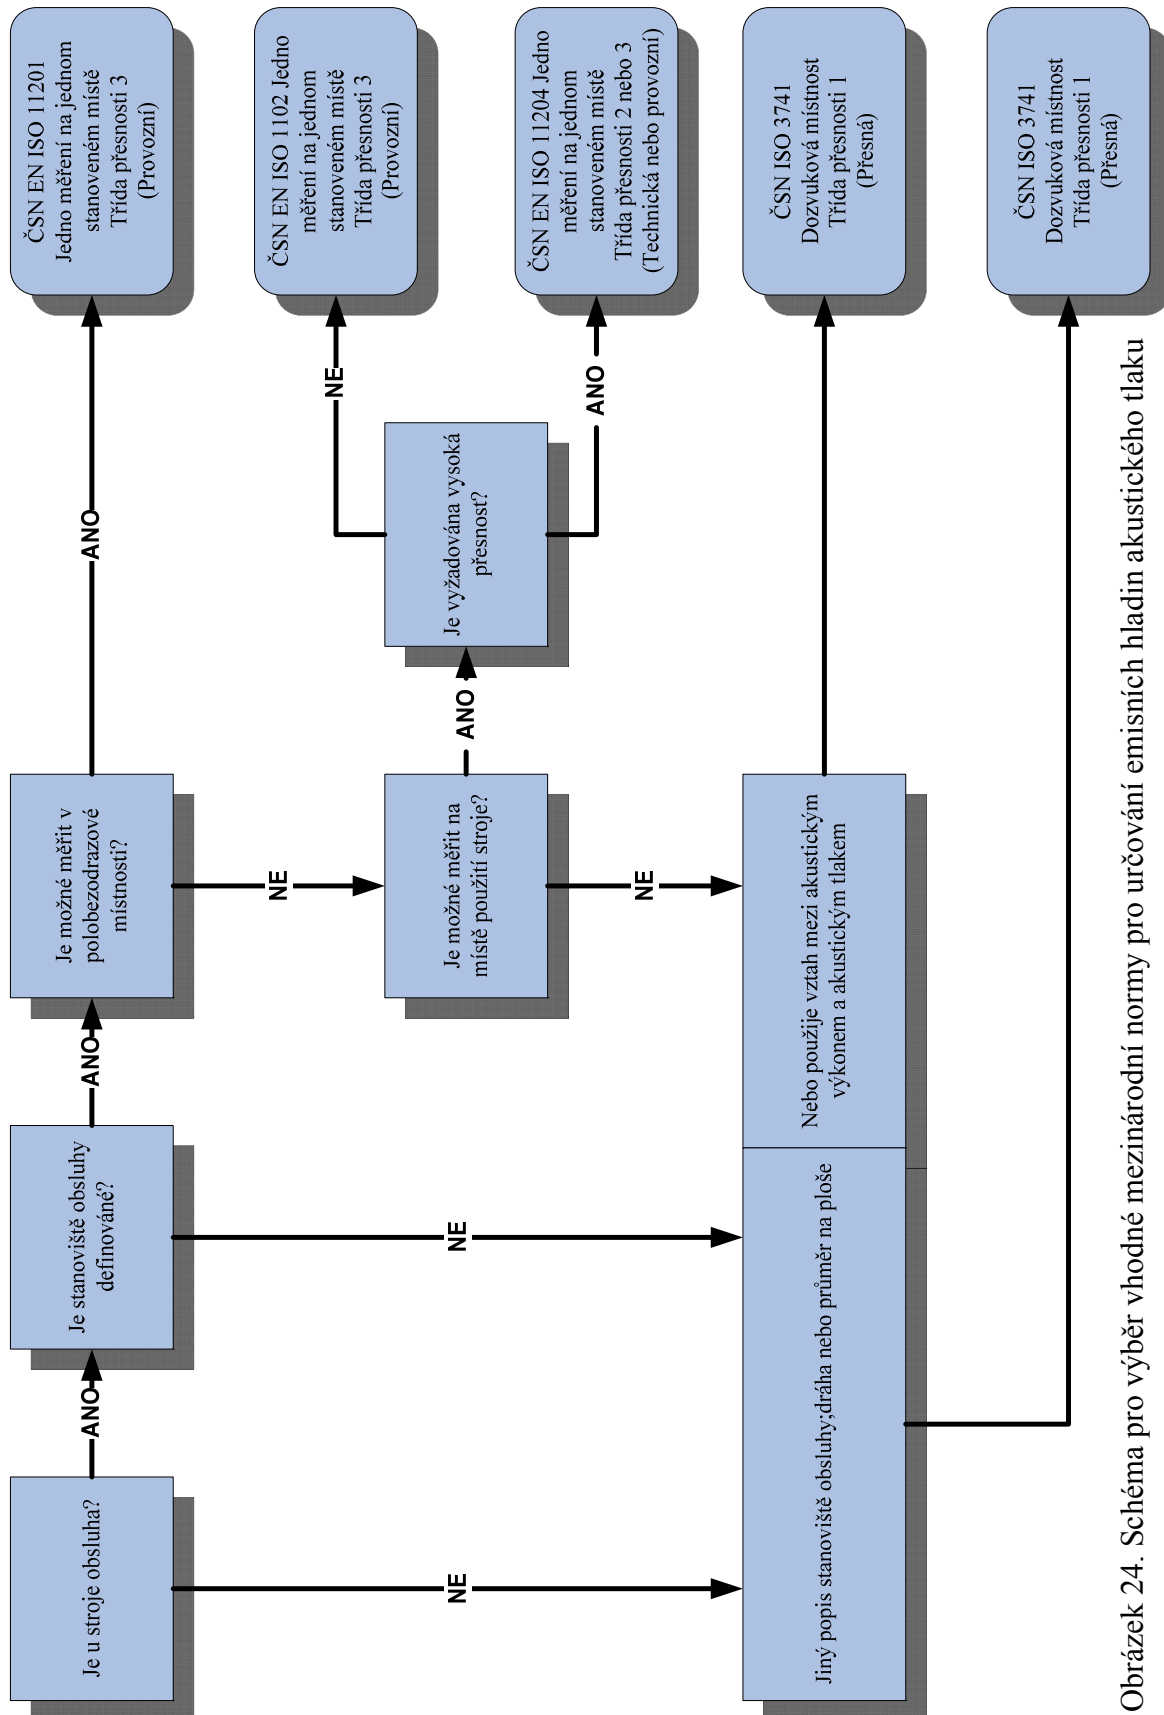 Je u stroje obsluha?
ANO
Je stanoviště obsluhy
definováné?
ANO
Je možné měřit v
polobezodrazové
místnosti?
ANO
ČSN EN ISO 11201
Jedno měření na jednom
stanoveném místě
Třída přesnosti 3
(Provozní)
NE
NE
NE
Je možné měřit na
místě použití stroje?
ANO
Je vyžadována vysoká
přesnost?
NE
ČSN EN ISO 1102 Jedno
měření na jednom
stanoveném místě
Třída přesnosti 3
(Provozní)
ANO
ČSN EN ISO 11204 Jedno
měření na jednom
stanoveném místě
Třída přesnosti 2 nebo 3
(Technická nebo provozní)
NE
Jiný popis stanoviště obsluhy;dráha nebo průměr na ploše
Nebo použije vztah mezi akustickým
výkonem a akustickým tlakem
ČSN ISO 3741
Dozvuková místnost
Třída přesnosti 1
(Přesná)
ČSN ISO 3741
Dozvuková místnost
Třída přesnosti 1
(Přesná)
Obrázek 24. Schéma pro výběr vhodné mezinárodní normy pro určování emisních hladin akustického tlaku